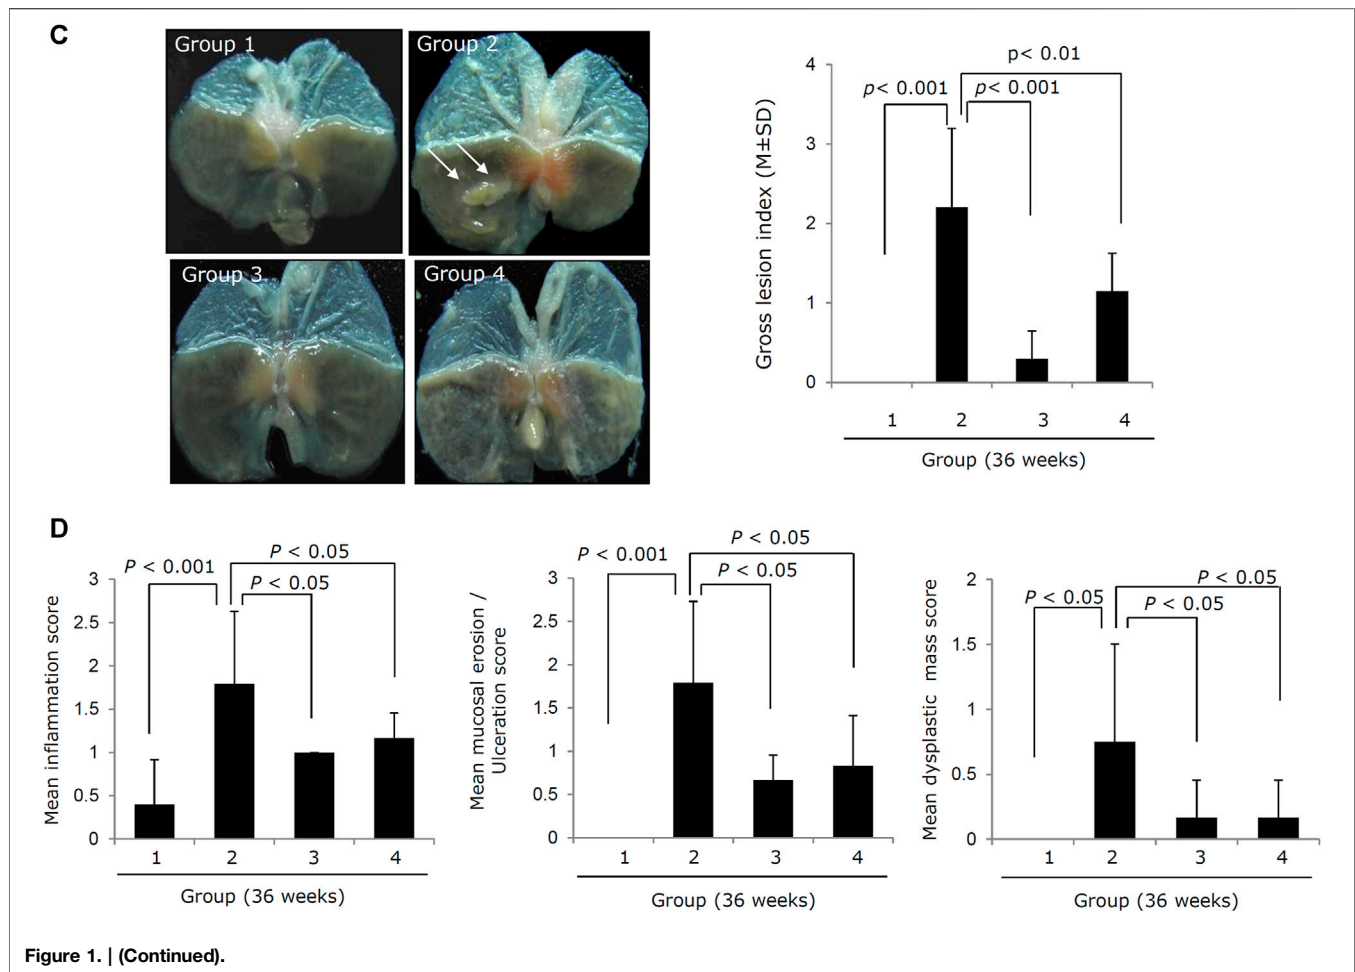 C
Group 1
Group 2
Group 3
Group 4
Gross lesion index (M±SD)
4
3
2
1
0
p< 0.001
p< 0.01
p< 0.001
1 2 3 4
Group (36 weeks)
D
Mean inflammation score
3
2.5
2
1.5
1
0.5
0
P < 0.001
P < 0.05
P < 0.05
1 2 3 4
Group (36 weeks)
Mean mucosal erosion /
Ulceration score
3
2.5
2
1.5
1
0.5
0
P < 0.001
P < 0.05
P < 0.05
1 2 3 4
Group (36 weeks)
Mean dysplastic mass score
2
1.5
1
0.5
0
P < 0.05
P < 0.05
P < 0.05
1 2 3 4
Group (36 weeks)
Figure 1. | (Continued).